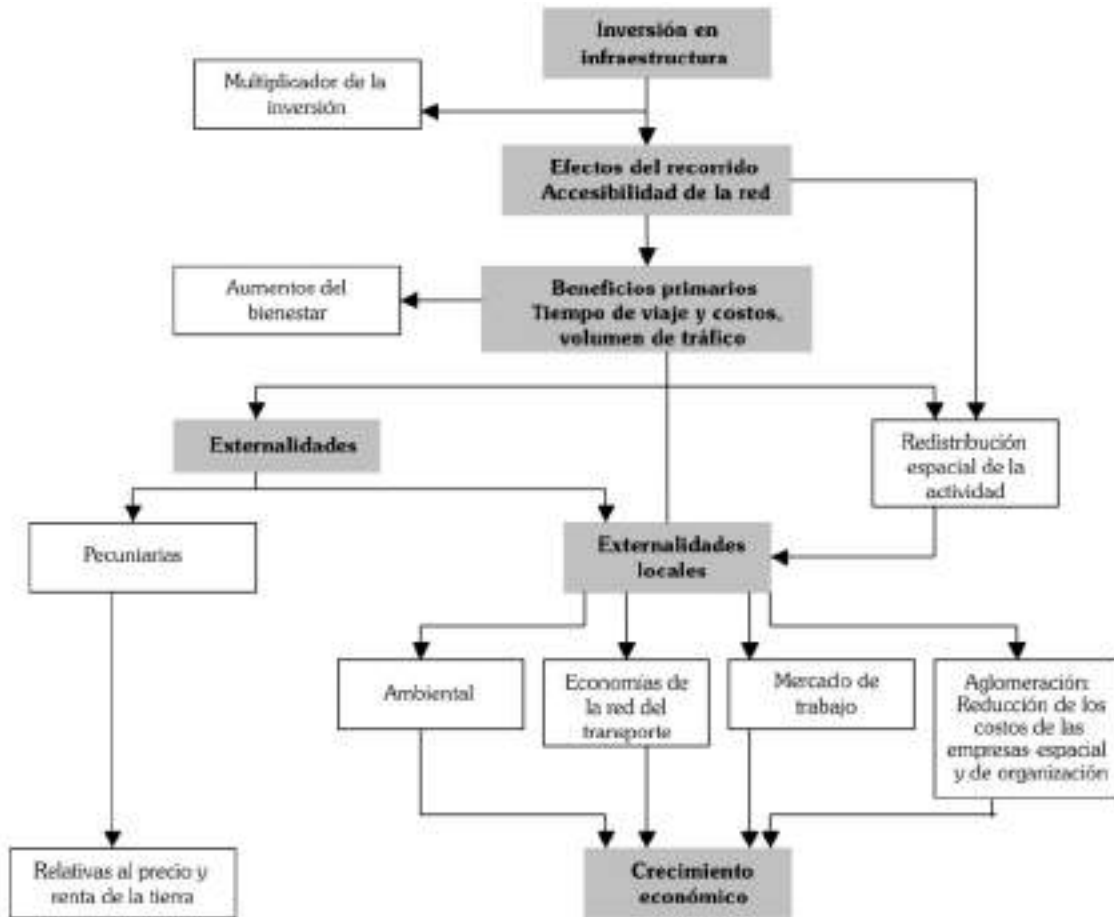 Inversión en
infraestructura
Multiplicador de la
inversión
Efectos del recorrido
Accesibilidad de la red
Aumentos del
bienestar
Beneficios primarios
Tiempo de viaje y costos,
volumen de tráfico
Externalidades
Redistribución
espacial de la
actividad
Pecuniarias
Externalidades
locales
Ambiental
Economías de
la red del
transporte
Mercado de
trabajo
Aglomeración:
Reducción de los
costos de las
empresas espacial
y de organización
Relativas al precio y
renta de la tierra
Crecimiento
económico